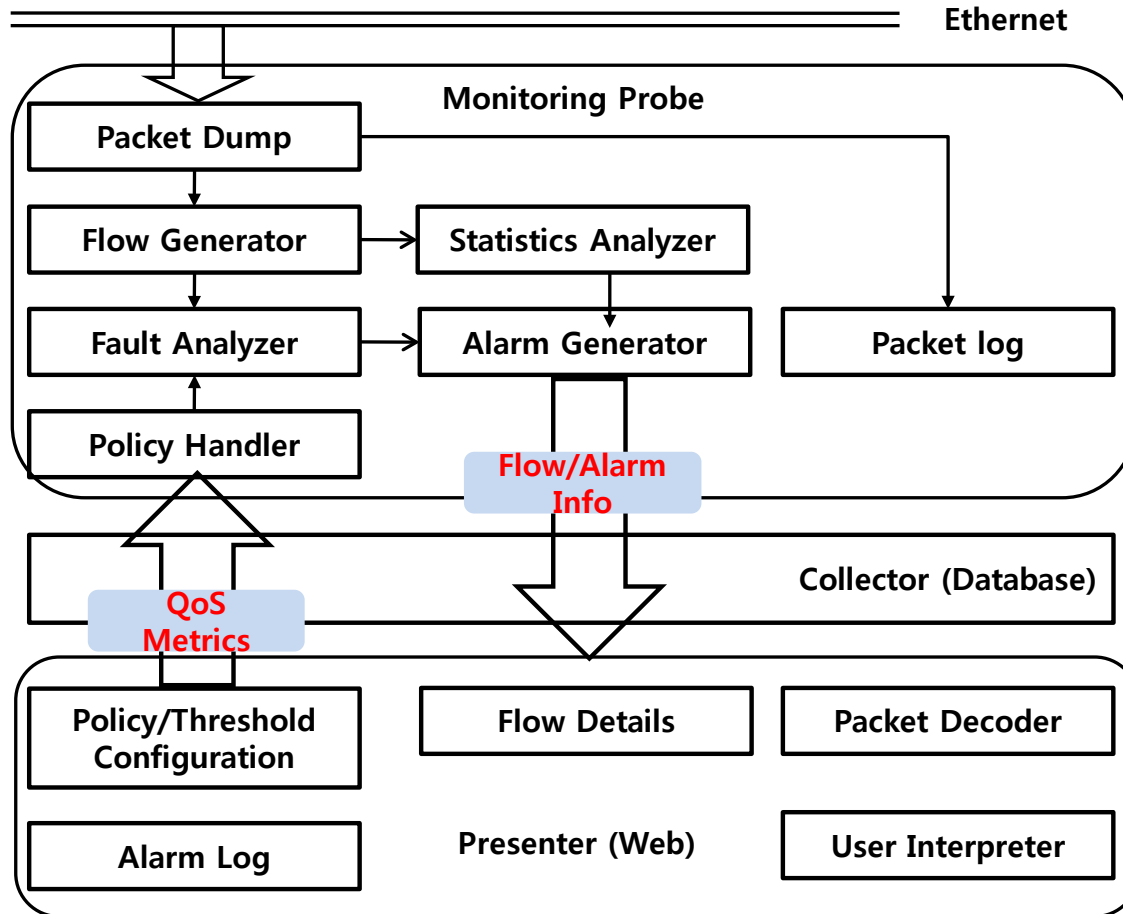 Ethernet
Monitoring Probe
Packet Dump
Flow Generator
Statistics Analyzer
Fault Analyzer
Alarm Generator
Packet log
Policy Handler
Flow/Alarm
Info
Collector (Database)
QoS
Metrics
Policy/Threshold
Configuration
Flow Details
Packet Decoder
Alarm Log
Presenter (Web)
User Interpreter